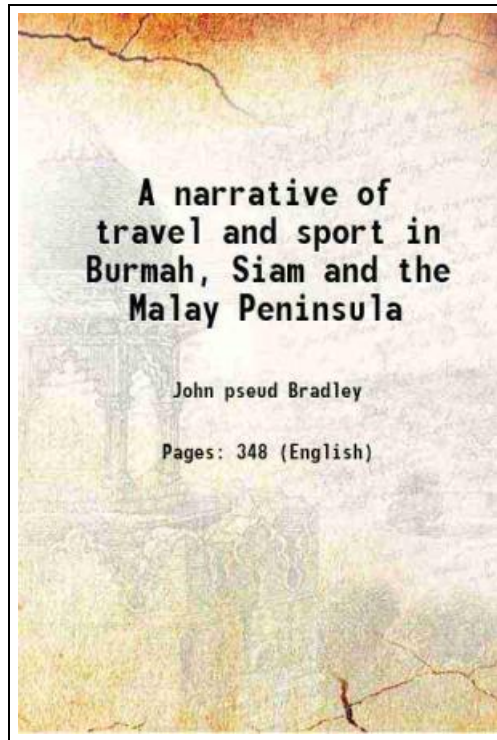 A narrative of
travel and sport in
Burmah, Siam and the
Malay Peninsula
John pseud Bradley
Pages: 348 (English)